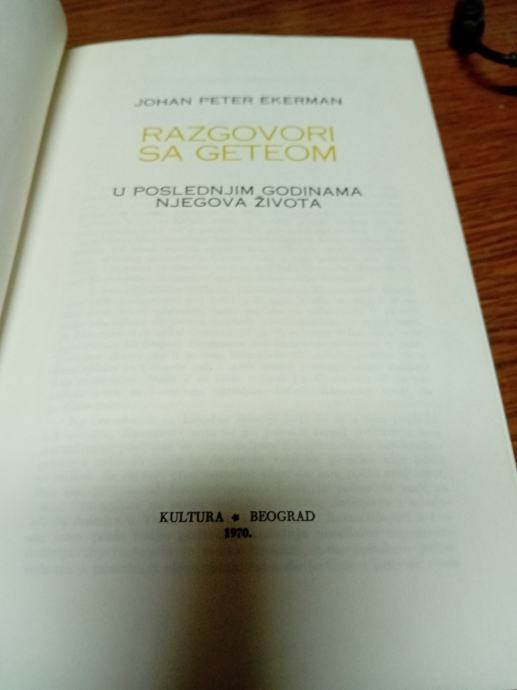 JOHAN PETER EKERMAN
RAZGOVORI
SA GETEOM
U POSLEDNJIM GODINAMA
NJEGOVA ŽIVOTA
KULTURA * BEOGRAD
1970.